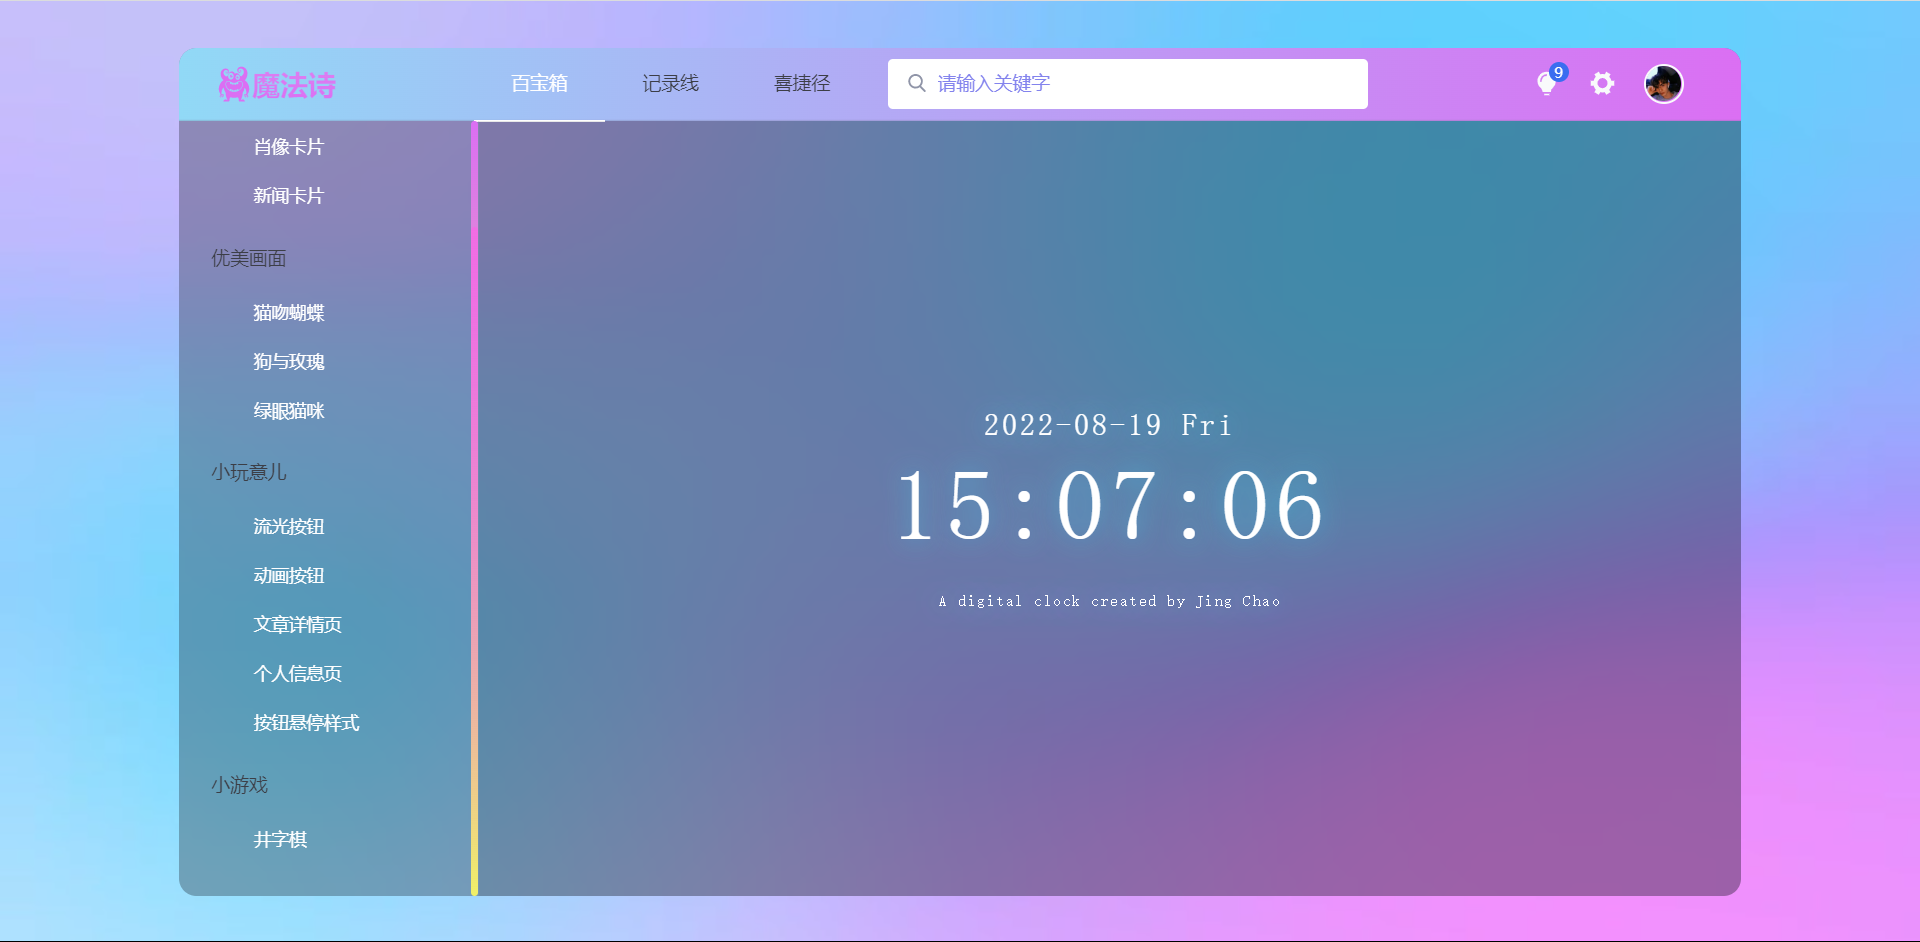 魔法诗
百宝箱
记录线
喜捷径
请输入关键字
9
肖像卡片
新闻卡片
优美画面
猫吻蝴蝶
狗与玫瑰
绿眼猫咪
小玩意儿
流光按钮
动画按钮
文章详情页
个人信息页
按钮悬停样式
小游戏
井字棋
2022-08-19 Fri
15:07:06
A digital clock created by Jing Chao